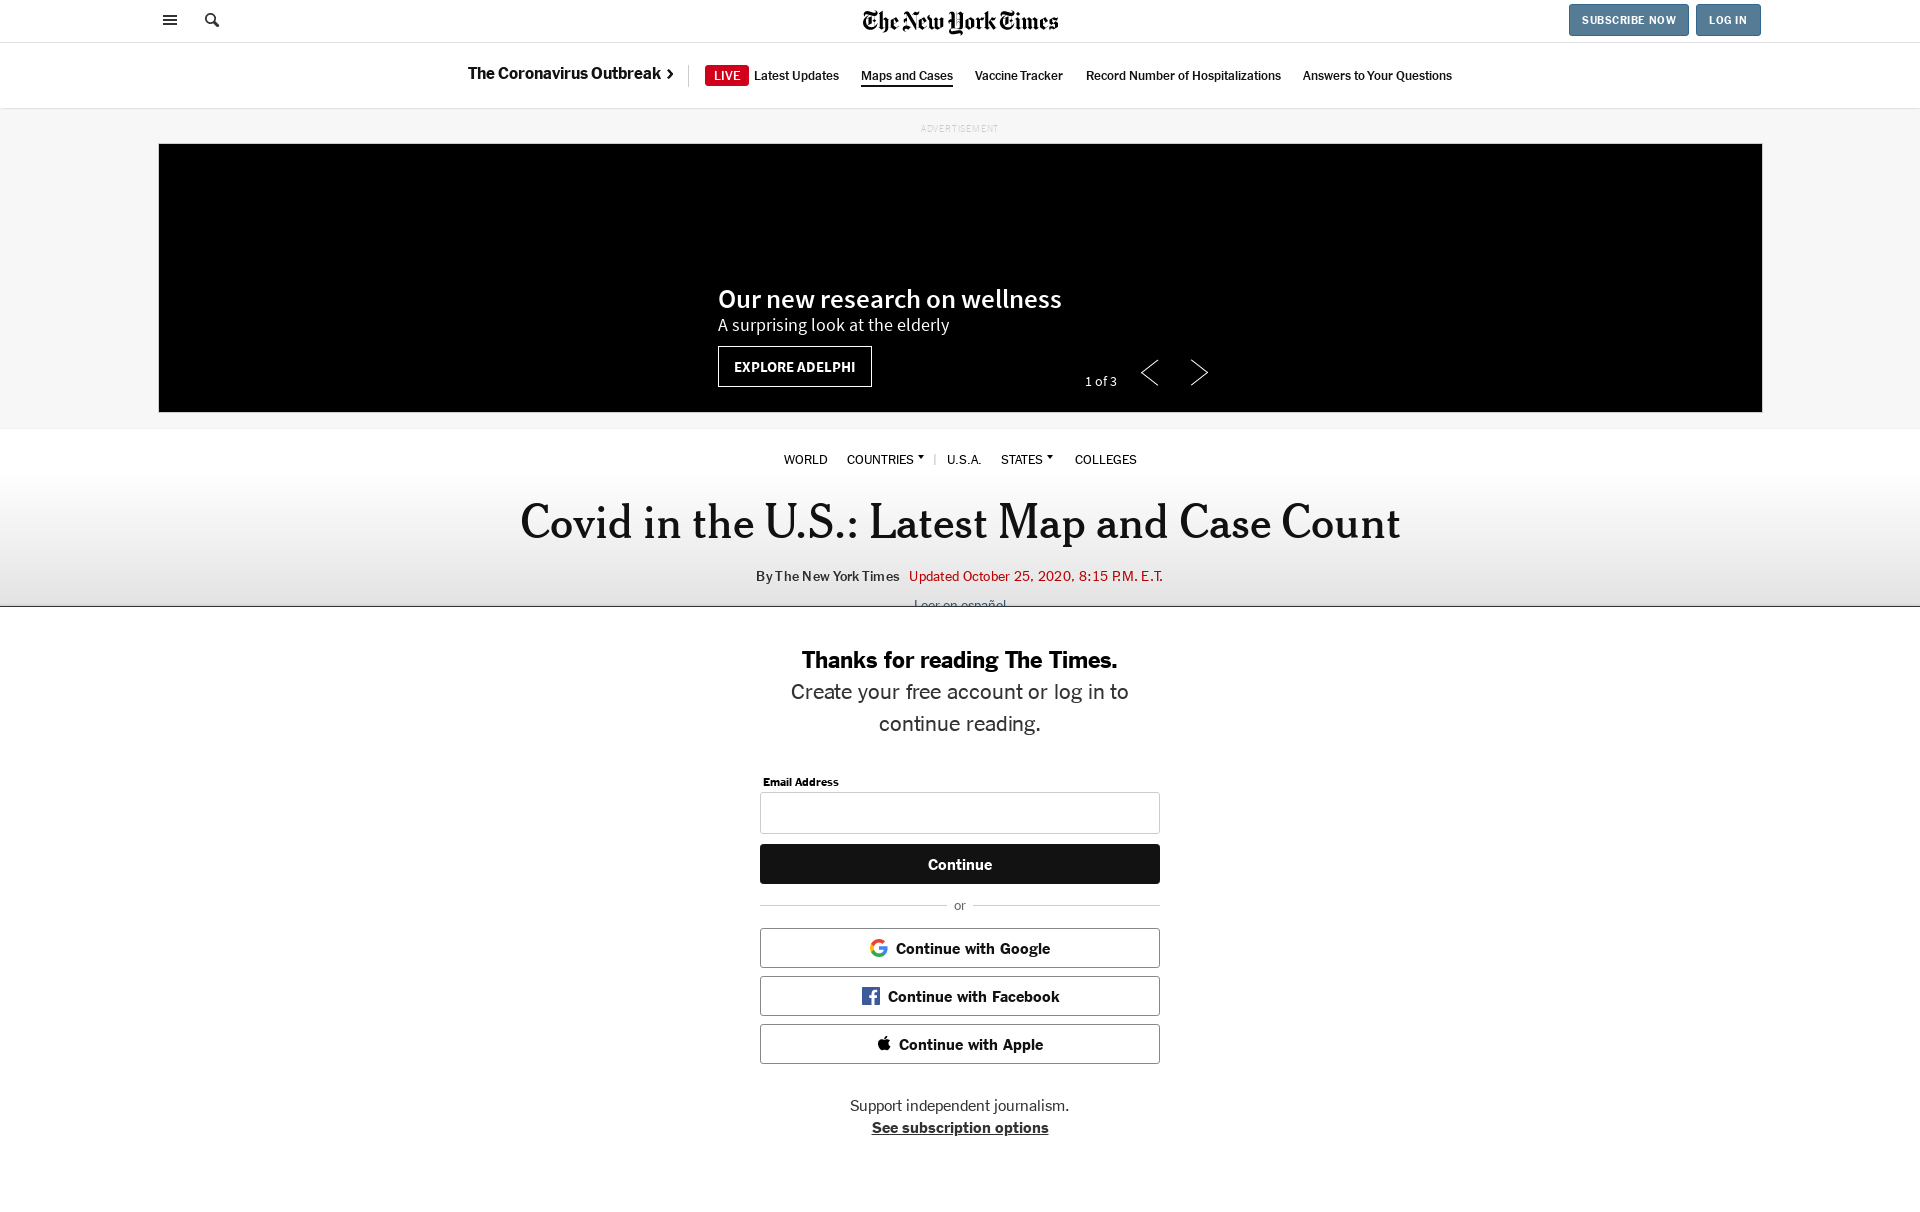 The New York Times
SUBSCRIBE NOW
LOG IN
The Coronavirus Outbreak
LIVE Latest Updates
Maps and Cases
Vaccine Tracker
Record Number of Hospitalizations
Answers to Your Questions
ADVERTISEMENT
Our new research on wellness
A surprising look at the elderly
EXPLORE ADELPHI
1 of 3
WORLD
COUNTRIES
U.S.A.
STATES
COLLEGES
Covid in the U.S.: Latest Map and Case Count
By The New York Times Updated October 25, 2020, 8:15 P.M. E.T.
Leer en español
Thanks for reading The Times.
Create your free account or log in to
continue reading.
Email Address
Continue
or
Continue with Google
Continue with Facebook
Continue with Apple
Support independent journalism.
See subscription options